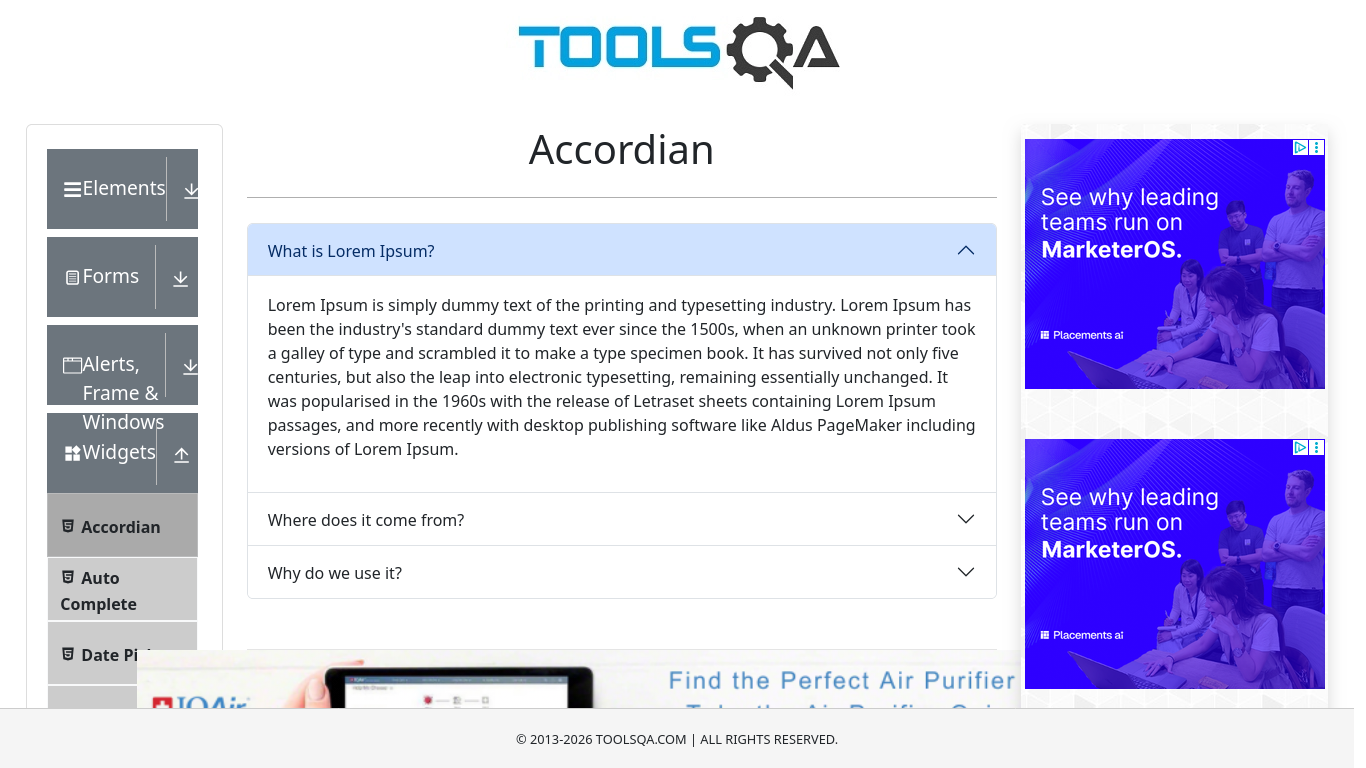 TOOLSQA
Elements
Forms
Alerts,
Frame &
Windows
Widgets
Accordian
Auto
Complete
Accordian
What is Lorem Ipsum?
Lorem Ipsum is simply dummy text of the printing and typesetting industry. Lorem Ipsum has
been the industry's standard dummy text ever since the 1500s, when an unknown printer took
a galley of type and scrambled it to make a type specimen book. It has survived not only five
centuries, but also the leap into electronic typesetting, remaining essentially unchanged. It
was popularised in the 1960s with the release of Letraset sheets containing Lorem Ipsum
passages, and more recently with desktop publishing software like Aldus PageMaker including
versions of Lorem Ipsum.
Where does it come from?
Why do we use it?
See why leading
teams run on
MarketerOS.
Placements ai
See why leading
teams run on
MarketerOS.
Placements ai
Date
IQAir
Find the Perfect Air Purifier
© 2013-2026 TOOLSQA.COM | ALL RIGHTS RESERVED.